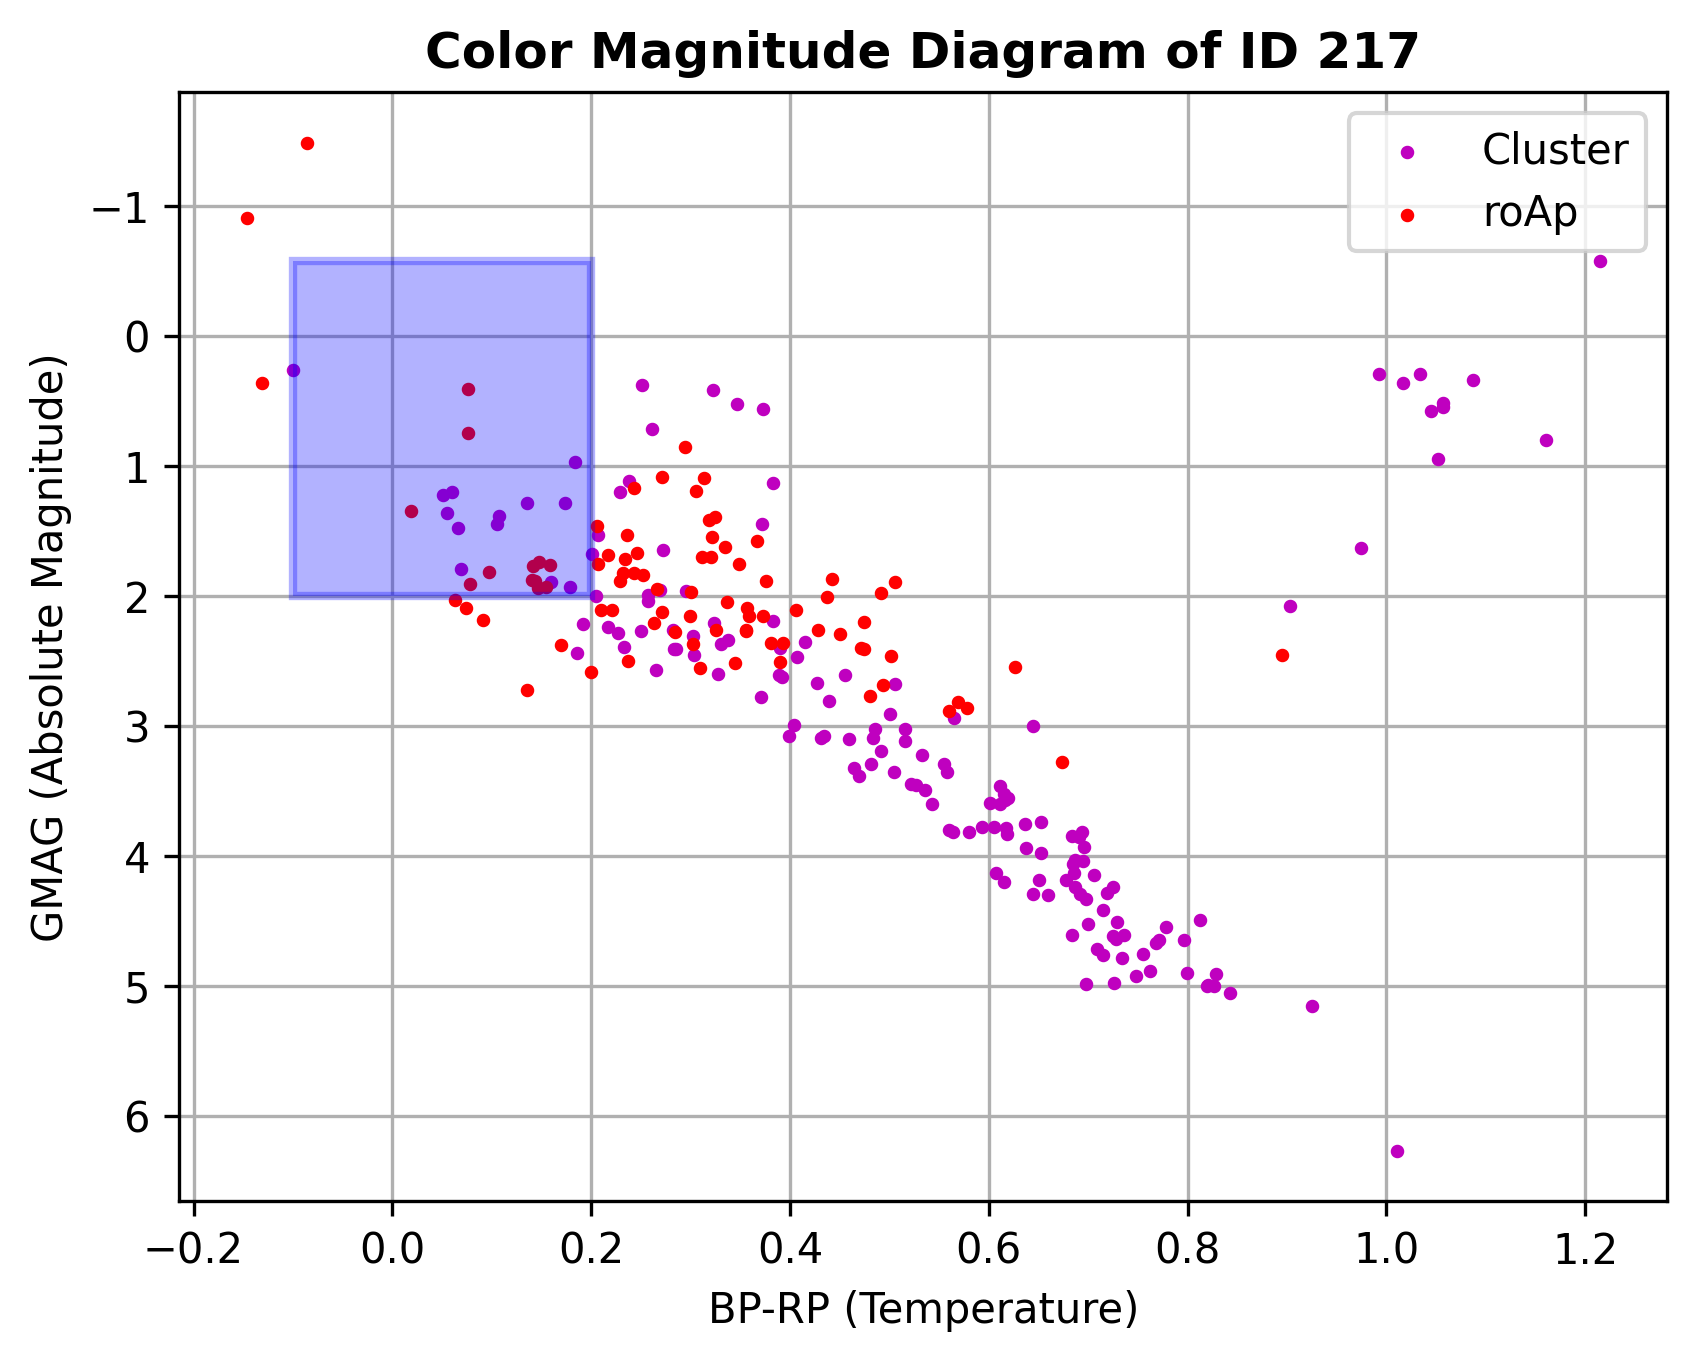 Color Magnitude Diagram of ID 217
Cluster
roAp
GMAG (Absolute Magnitude)
−1
0
1
2
3
4
5
6
−0.2 0.0 0.2 0.4 0.6 0.8 1.0 1.2
BP-RP (Temperature)